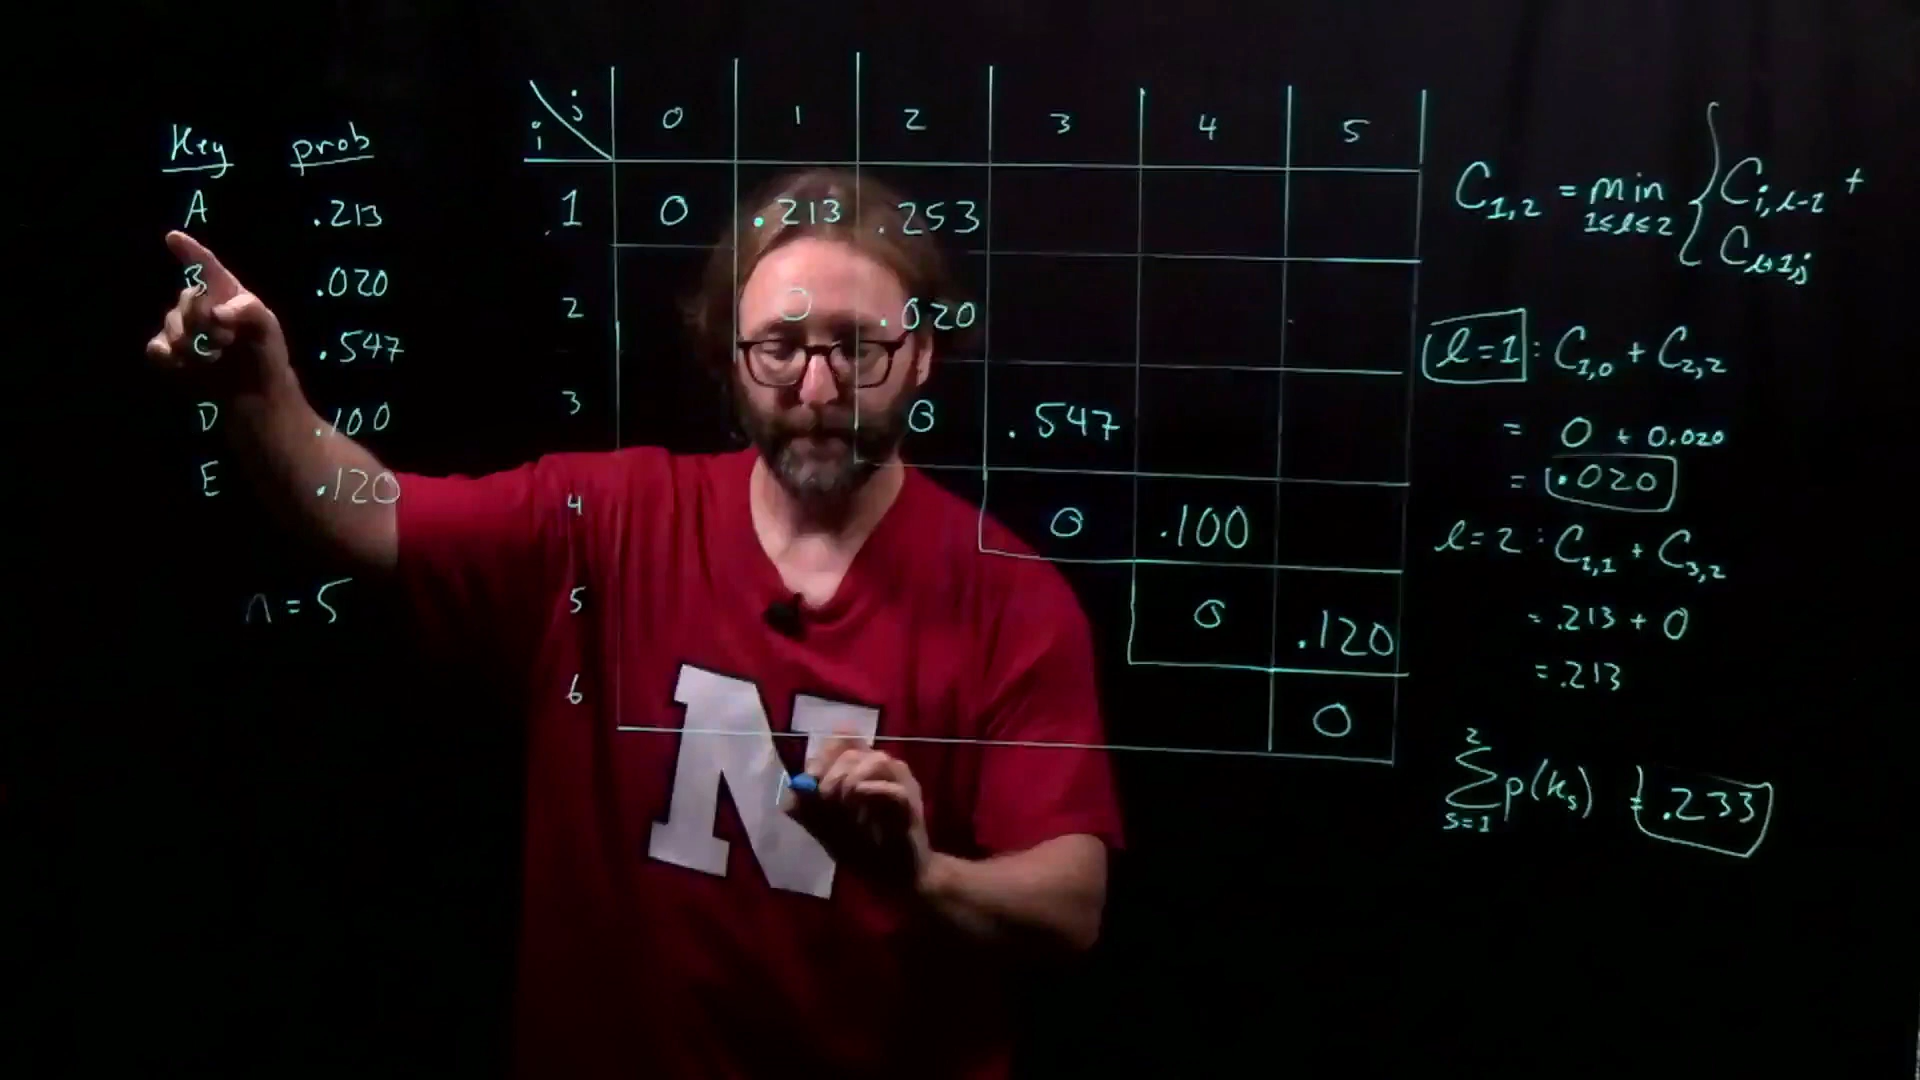 Key prob
A .213
B .020
C .547
D .100
E .120
n = 5
i j 0 1 2 3 4 5
1 0 .213 .253
2 0 .020
3 0 .547
4 0 .100
5 0 .120
6 0
N
C1,2 = min 1≤l≤2 { Ci,l-1 +
Cl+1,j
l=1 : C1,0 + C2,2
= 0 + 0.020
= .020
l=2 : C1,1 + C3,2
= .213 + 0
= .213
2 ∑ s=1 p(ks) = .233